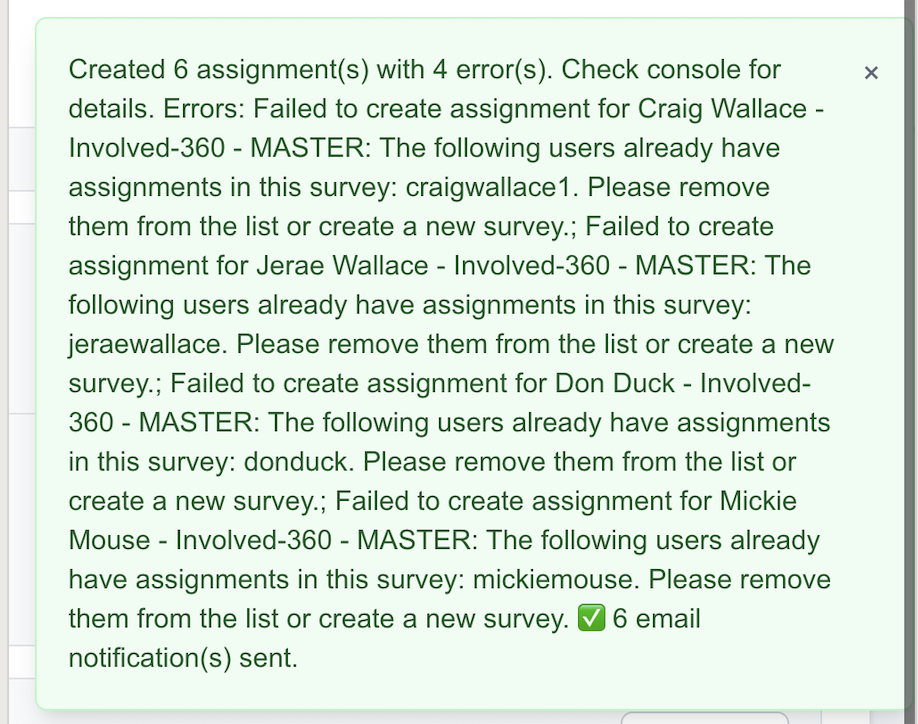 Created 6 assignment(s) with 4 error(s). Check console for
details. Errors: Failed to create assignment for Craig Wallace -
Involved-360 - MASTER: The following users already have
assignments in this survey: craigwallace1. Please remove
them from the list or create a new survey.; Failed to create
assignment for Jerae Wallace - Involved-360 - MASTER: The
following users already have assignments in this survey:
jeraewallace. Please remove them from the list or create a new
survey.; Failed to create assignment for Don Duck - Involved-
360 - MASTER: The following users already have assignments
in this survey: donduck. Please remove them from the list or
create a new survey.; Failed to create assignment for Mickie
Mouse - Involved-360 - MASTER: The following users already
have assignments in this survey: mickiemouse. Please remove
them from the list or create a new survey. ✅ 6 email
notification(s) sent.